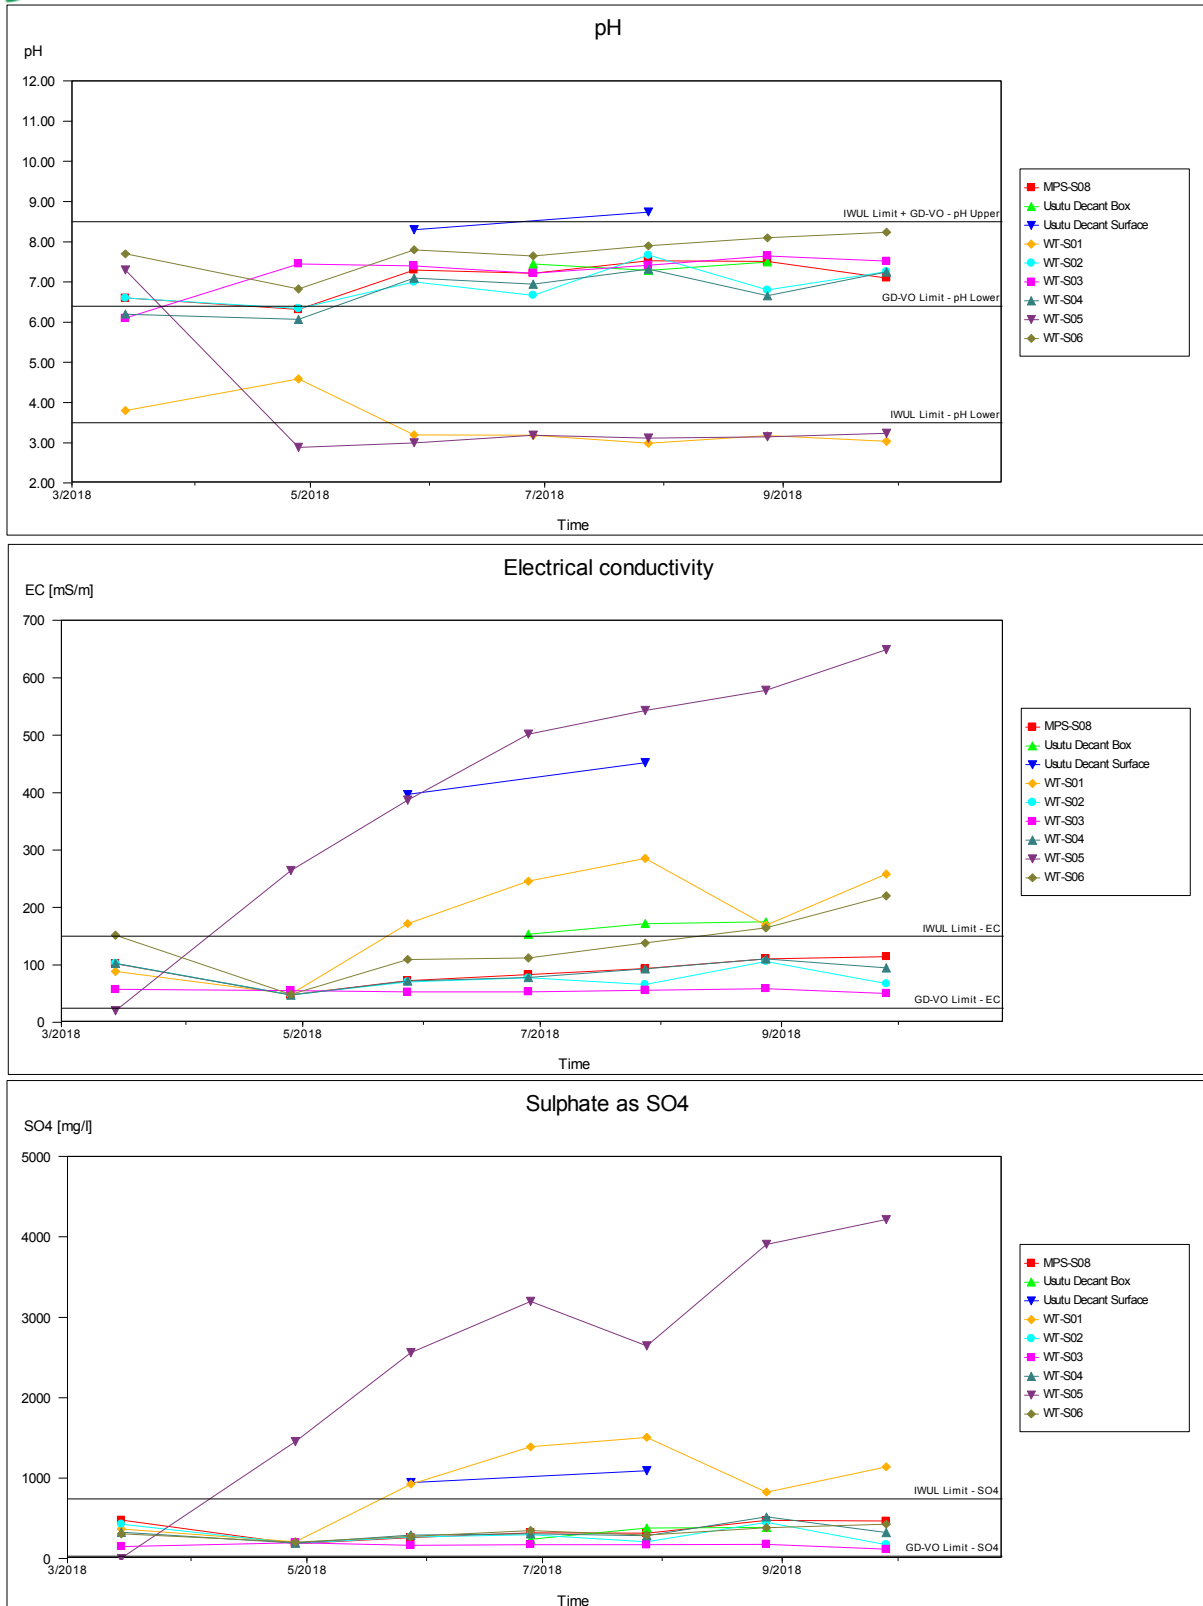 pH
pH
12.00
11.00
10.00
9.00
8.00
7.00
6.00
5.00
4.00
3.00
2.00
IWUL Limit + GD-VO - pH Upper
GD-VO Limit - pH Lower
IWUL Limit - pH Lower
3/2018 5/2018 7/2018 9/2018
Time
MPS-S08
Usutu Decant Box
Usutu Decant Surface
WT-S01
WT-S02
WT-S03
WT-S04
WT-S05
WT-S06
Electrical conductivity
EC [mS/m]
700
600
500
400
300
200
100
0
IWUL Limit - EC
GD-VO Limit - EC
3/2018 5/2018 7/2018 9/2018
Time
MPS-S08
Usutu Decant Box
Usutu Decant Surface
WT-S01
WT-S02
WT-S03
WT-S04
WT-S05
WT-S06
Sulphate as SO4
SO4 [mg/l]
5000
4000
3000
2000
1000
0
IWUL Limit - SO4
GD-VO Limit - SO4
3/2018 5/2018 7/2018 9/2018
Time
MPS-S08
Usutu Decant Box
Usutu Decant Surface
WT-S01
WT-S02
WT-S03
WT-S04
WT-S05
WT-S06